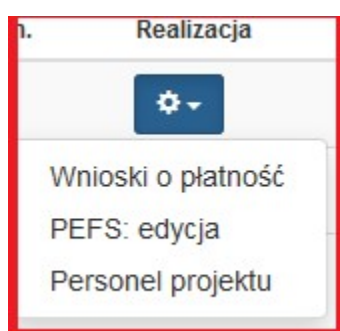 n. Realizacja
Wnioski o płatność
PEFS: edycja
Personel projektu